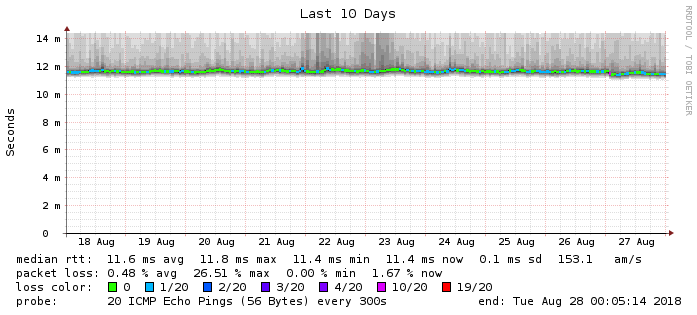 Last 10 Days
RRDTOOL / TOBI OETIKER
Seconds
14 m
12 m
10 m
8 m
6 m
4 m
2 m
0
18 Aug 19 Aug 20 Aug 21 Aug 22 Aug 23 Aug 24 Aug 25 Aug 26 Aug 27 Aug
median rtt: 11.6 ms avg 11.8 ms max 11.4 ms min 11.4 ms now 0.1 ms sd 153.1 am/s
packet loss: 0.48 % avg 26.51 % max 0.00 % min 1.67 % now
loss color: 0 1/20 2/20 3/20 4/20 10/20 19/20
probe: 20 ICMP Echo Pings (56 Bytes) every 300s end: Tue Aug 28 00:05:14 2018